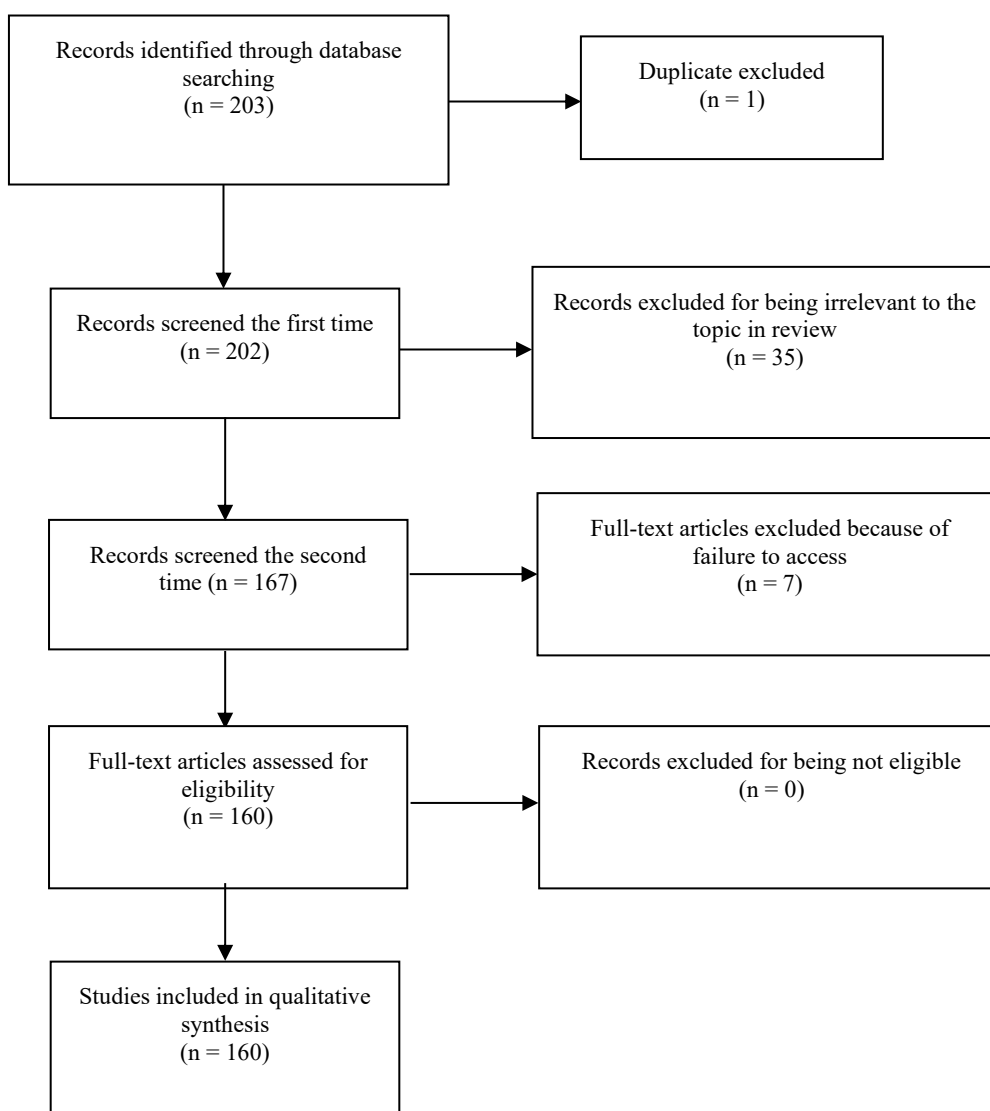 Records identified through database
searching
(n = 203)
Duplicate excluded
(n = 1)
Records screened the first time
(n = 202)
Records excluded for being irrelevant to the
topic in review
(n = 35)
Records screened the second
time (n = 167)
Full-text articles excluded because of
failure to access
(n = 7)
Full-text articles assessed for
eligibility
(n = 160)
Records excluded for being not eligible
(n = 0)
Studies included in qualitative
synthesis
(n = 160)